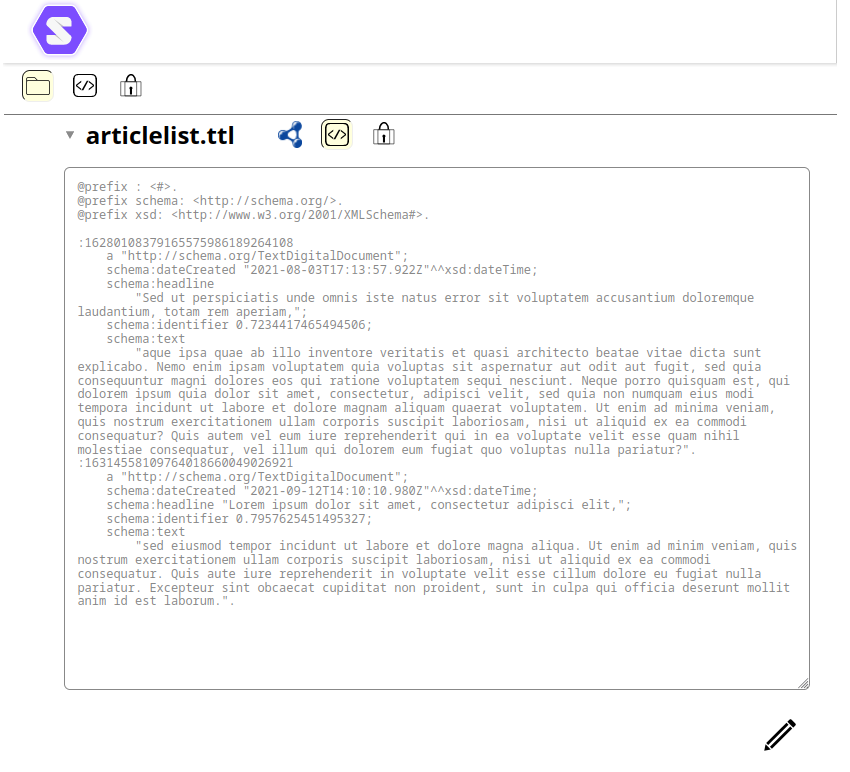 S
</>
articlelist.ttl
</>
@prefix : <#>.
@prefix schema: <http://schema.org/>.
@prefix xsd: <http://www.w3.org/2001/XMLSchema#>.
:16280108379165575986189264108
a "http://schema.org/TextDigitalDocument";
schema:dateCreated "2021-08-03T17:13:57.922Z"^^xsd:dateTime;
schema:headline
"Sed ut perspiciatis unde omnis iste natus error sit voluptatem accusantium doloremque
laudantium, totam rem aperiam,";
schema:identifier 0.7234417465494506;
schema:text
"aque ipsa quae ab illo inventore veritatis et quasi architecto beatae vitae dicta sunt
explicabo. Nemo enim ipsam voluptatem quia voluptas sit aspernatur aut odit aut fugit, sed quia
consequuntur magni dolores eos qui ratione voluptatem sequi nesciunt. Neque porro quisquam est, qui
dolorem ipsum quia dolor sit amet, consectetur, adipisci velit, sed quia non numquam eius modi
tempora incidunt ut labore et dolore magnam aliquam quaerat voluptatem. Ut enim ad minima veniam,
quis nostrum exercitationem ullam corporis suscipit laboriosam, nisi ut aliquid ex ea commodi
consequatur? Quis autem vel eum iure reprehenderit qui in ea voluptate velit esse quam nihil
molestiae consequatur, vel illum qui dolorem eum fugiat quo voluptas nulla pariatur?".
:16314558109764018660049026921
a "http://schema.org/TextDigitalDocument";
schema:dateCreated "2021-09-12T14:10:10.980Z"^^xsd:dateTime;
schema:headline "Lorem ipsum dolor sit amet, consectetur adipisci elit,";
schema:identifier 0.7957625451495327;
schema:text
"sed eiusmod tempor incidunt ut labore et dolore magna aliqua. Ut enim ad minim veniam, quis
nostrum exercitationem ullam corporis suscipit laboriosam, nisi ut aliquid ex ea commodi
consequatur. Quis aute iure reprehenderit in voluptate velit esse cillum dolore eu fugiat nulla
pariatur. Excepteur sint obcaecat cupiditat non proident, sunt in culpa qui officia deserunt mollit
anim id est laborum.".